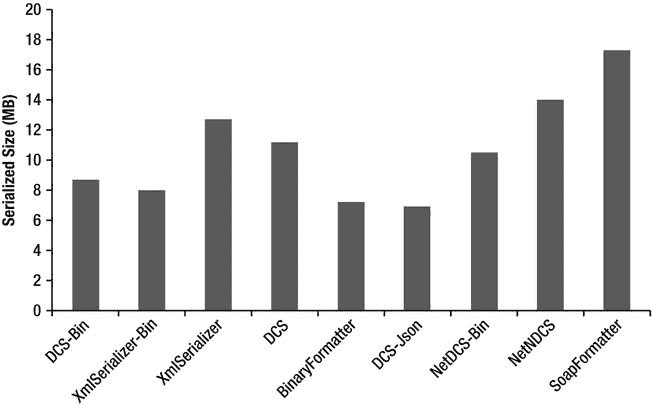 20
18
16
14
12
10
8
6
4
2
0
Serialized Size (MB)
DCS-Bin
XmlSerializer-Bin
XmlSerializer
DCS
BinaryFormatter
DCS-Json
NetDCS-Bin
NetNDCS
SoapFormatter